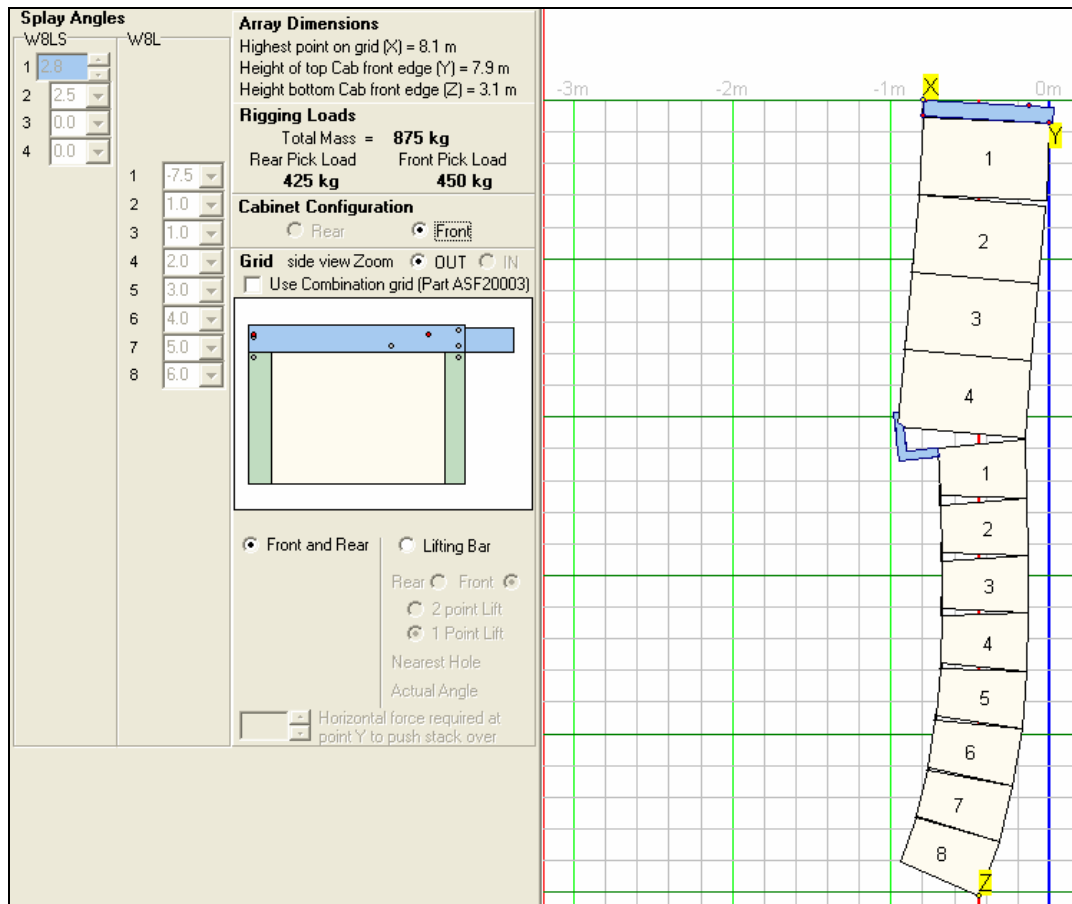 Splay Angles
W8LS
W8L
1 2.8
2 2.5
3 0.0
4 0.0
1 -7.5
2 1.0
3 1.0
4 2.0
5 3.0
6 4.0
7 5.0
8 6.0
Array Dimensions
Highest point on grid (X) = 8.1 m
Height of top Cab front edge (Y) = 7.9 m
Height bottom Cab front edge (Z) = 3.1 m
Rigging Loads
Total Mass = 875 kg
Rear Pick Load Front Pick Load
425 kg 450 kg
Cabinet Configuration
Rear Front
Grid side view Zoom OUT IN
Use Combination grid (Part ASF20003)
Front and Rear Lifting Bar
Rear Front
2 point Lift
1 Point Lift
Nearest Hole
Actual Angle
Horizontal force required at
point Y to push stack over
-3m -2m -1m 0m
X
Y
1
2
3
4
1
2
3
4
5
6
7
8
Z